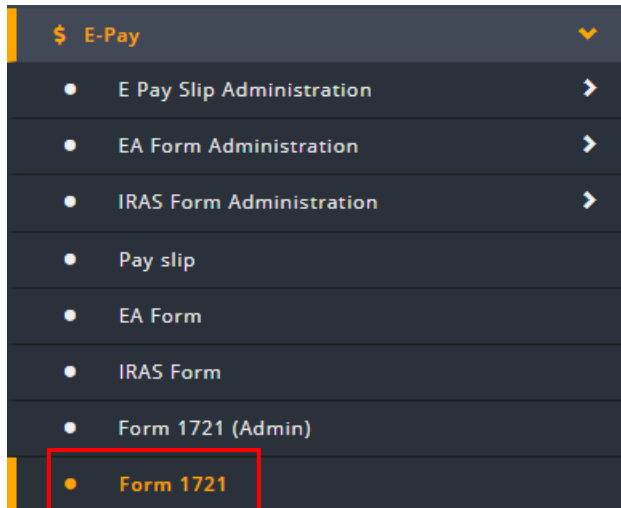 $ E-Pay
E Pay Slip Administration
EA Form Administration
IRAS Form Administration
Pay slip
EA Form
IRAS Form
Form 1721 (Admin)
Form 1721